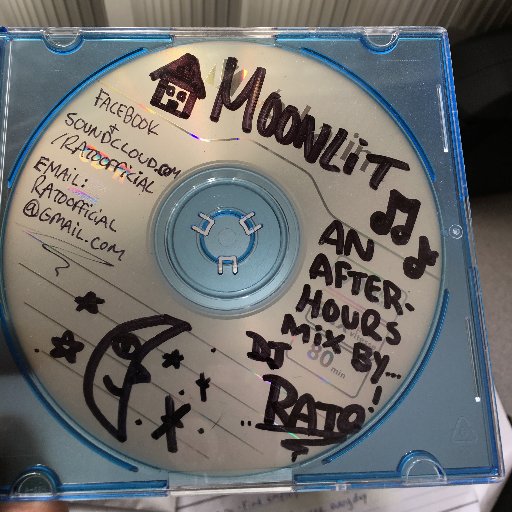 MOONLIT
FACEBOOK
+
SOUNDCLOUD.COM
/RATOOFFICIAL
EMAIL:
RATOOFFICIAL
@GMAIL.COM
AN
AFTER-
HOURS
MIX BY...
DJ
RATO!
80 min